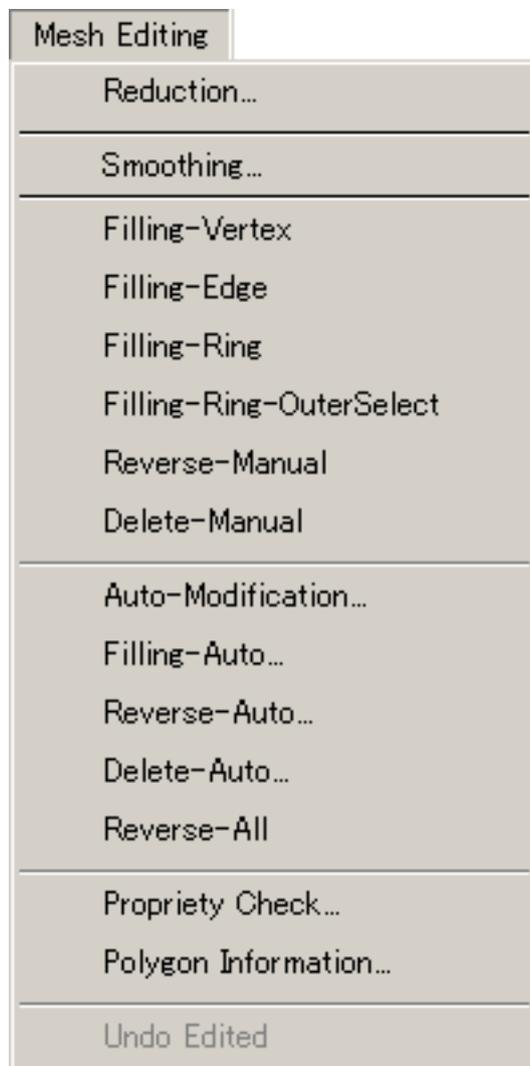 Mesh Editing
Reduction...
Smoothing...
Filling-Vertex
Filling-Edge
Filling-Ring
Filling-Ring-OuterSelect
Reverse-Manual
Delete-Manual
Auto-Modification...
Filling-Auto...
Reverse-Auto...
Delete-Auto...
Reverse-All
Propriety Check...
Polygon Information...
Undo Edited